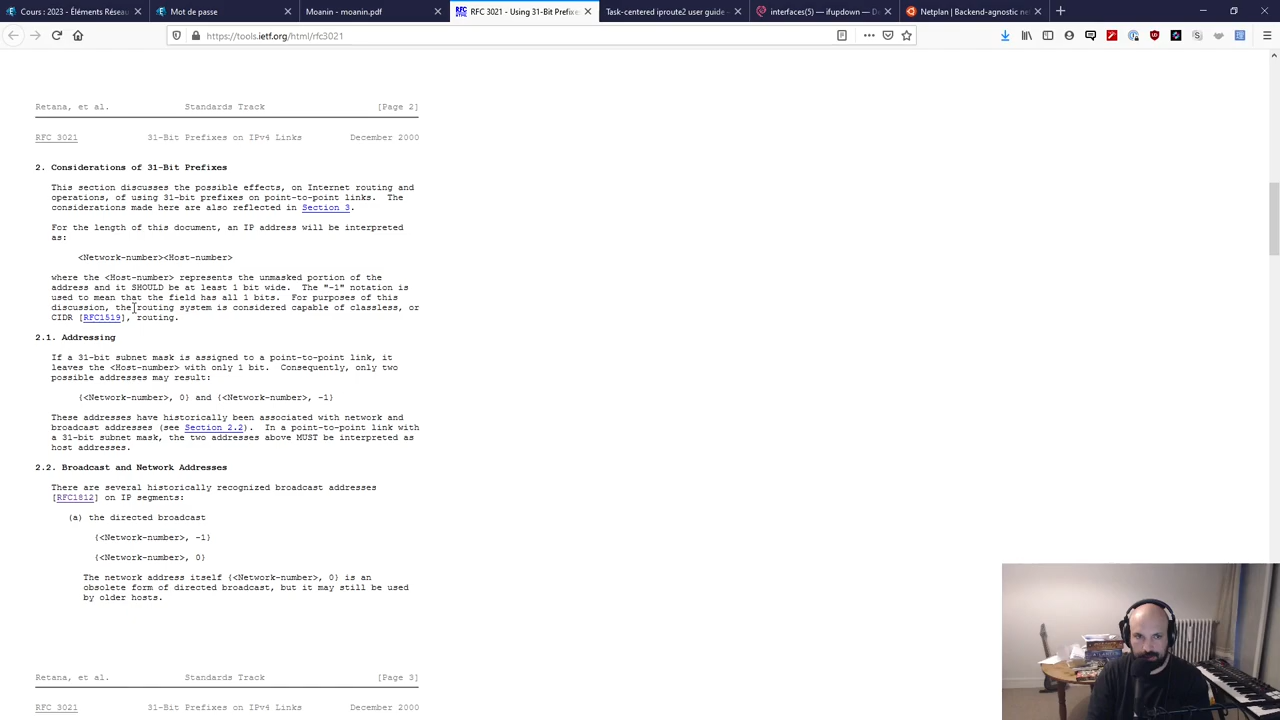 Cours : 2023 - Éléments Réseau
Mot de passe
Moanin - moanin.pdf
RFC 3021 - Using 31-Bit Prefixe
Task-centered iproute2 user guide
interfaces(5) — ifupdown — De
Netplan | Backend-agnostic ne
https://tools.ietf.org/html/rfc3021
Retana, et al. Standards Track [Page 2]
RFC 3021 31-Bit Prefixes on IPv4 Links December 2000
2. Considerations of 31-Bit Prefixes
This section discusses the possible effects, on Internet routing and
operations, of using 31-bit prefixes on point-to-point links. The
considerations made here are also reflected in Section 3.
For the length of this document, an IP address will be interpreted
as:
<Network-number><Host-number>
where the <Host-number> represents the unmasked portion of the
address and it SHOULD be at least 1 bit wide. The "-1" notation is
used to mean that the field has all 1 bits. For purposes of this
discussion, the routing system is considered capable of classless, or
CIDR [RFC1519], routing.
2.1. Addressing
If a 31-bit subnet mask is assigned to a point-to-point link, it
leaves the <Host-number> with only 1 bit. Consequently, only two
possible addresses may result:
{<Network-number>, 0} and {<Network-number>, -1}
These addresses have historically been associated with network and
broadcast addresses (see Section 2.2). In a point-to-point link with
a 31-bit subnet mask, the two addresses above MUST be interpreted as
host addresses.
2.2. Broadcast and Network Addresses
There are several historically recognized broadcast addresses
[RFC1812] on IP segments:
(a) the directed broadcast
{<Network-number>, -1}
{<Network-number>, 0}
The network address itself {<Network-number>, 0} is an
obsolete form of directed broadcast, but it may still be used
by older hosts.
Retana, et al. Standards Track [Page 3]
RFC 3021 31-Bit Prefixes on IPv4 Links December 2000